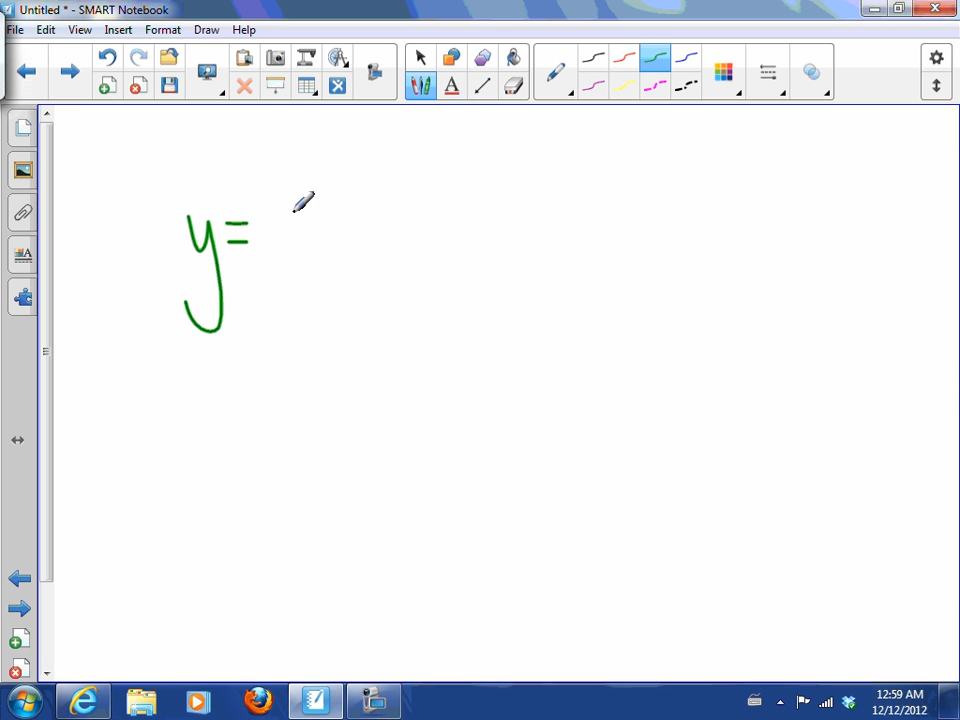 Untitled * - SMART Notebook
File Edit View Insert Format Draw Help
y=
12:59 AM
12/12/2012